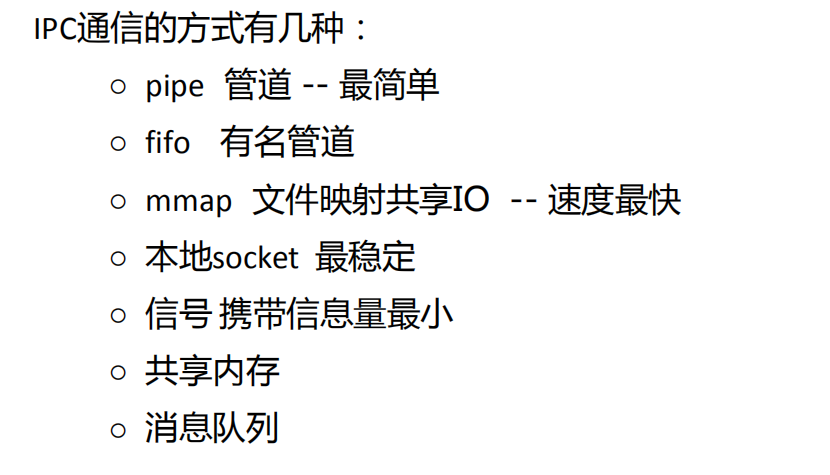 IPC通信的方式有几种：
○ pipe 管道 -- 最简单
○ fifo 有名管道
○ mmap 文件映射共享IO -- 速度最快
○ 本地socket 最稳定
○ 信号 携带信息量最小
○ 共享内存
○ 消息队列